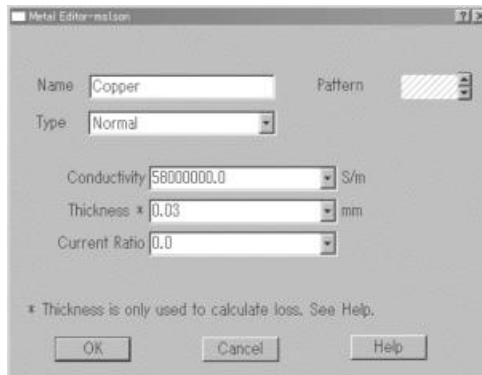 Metal Editor-ms1son
Name Copper Pattern
Type Normal
Conductivity 58000000.0 S/m
Thickness * 0.03 mm
Current Ratio 0.0
* Thickness is only used to calculate loss. See Help.
OK Cancel Help